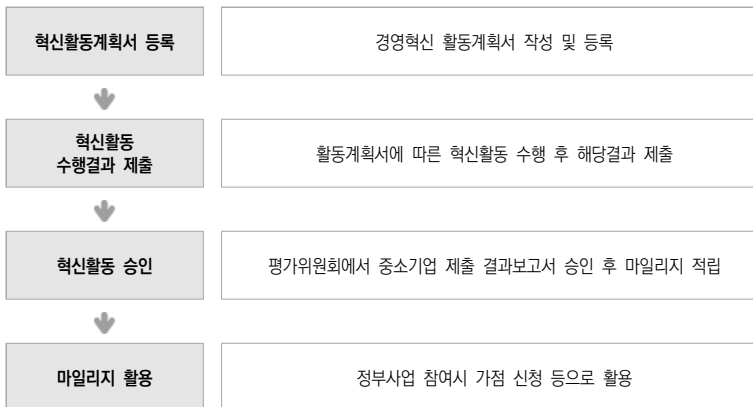 혁신활동계획서 등록
경영혁신 활동계획서 작성 및 등록
혁신활동
수행결과 제출
활동계획서에 따른 혁신활동 수행 후 해당결과 제출
혁신활동 승인
평가위원회에서 중소기업 제출 결과보고서 승인 후 마일리지 적립
마일리지 활용
정부사업 참여시 가점 신청 등으로 활용